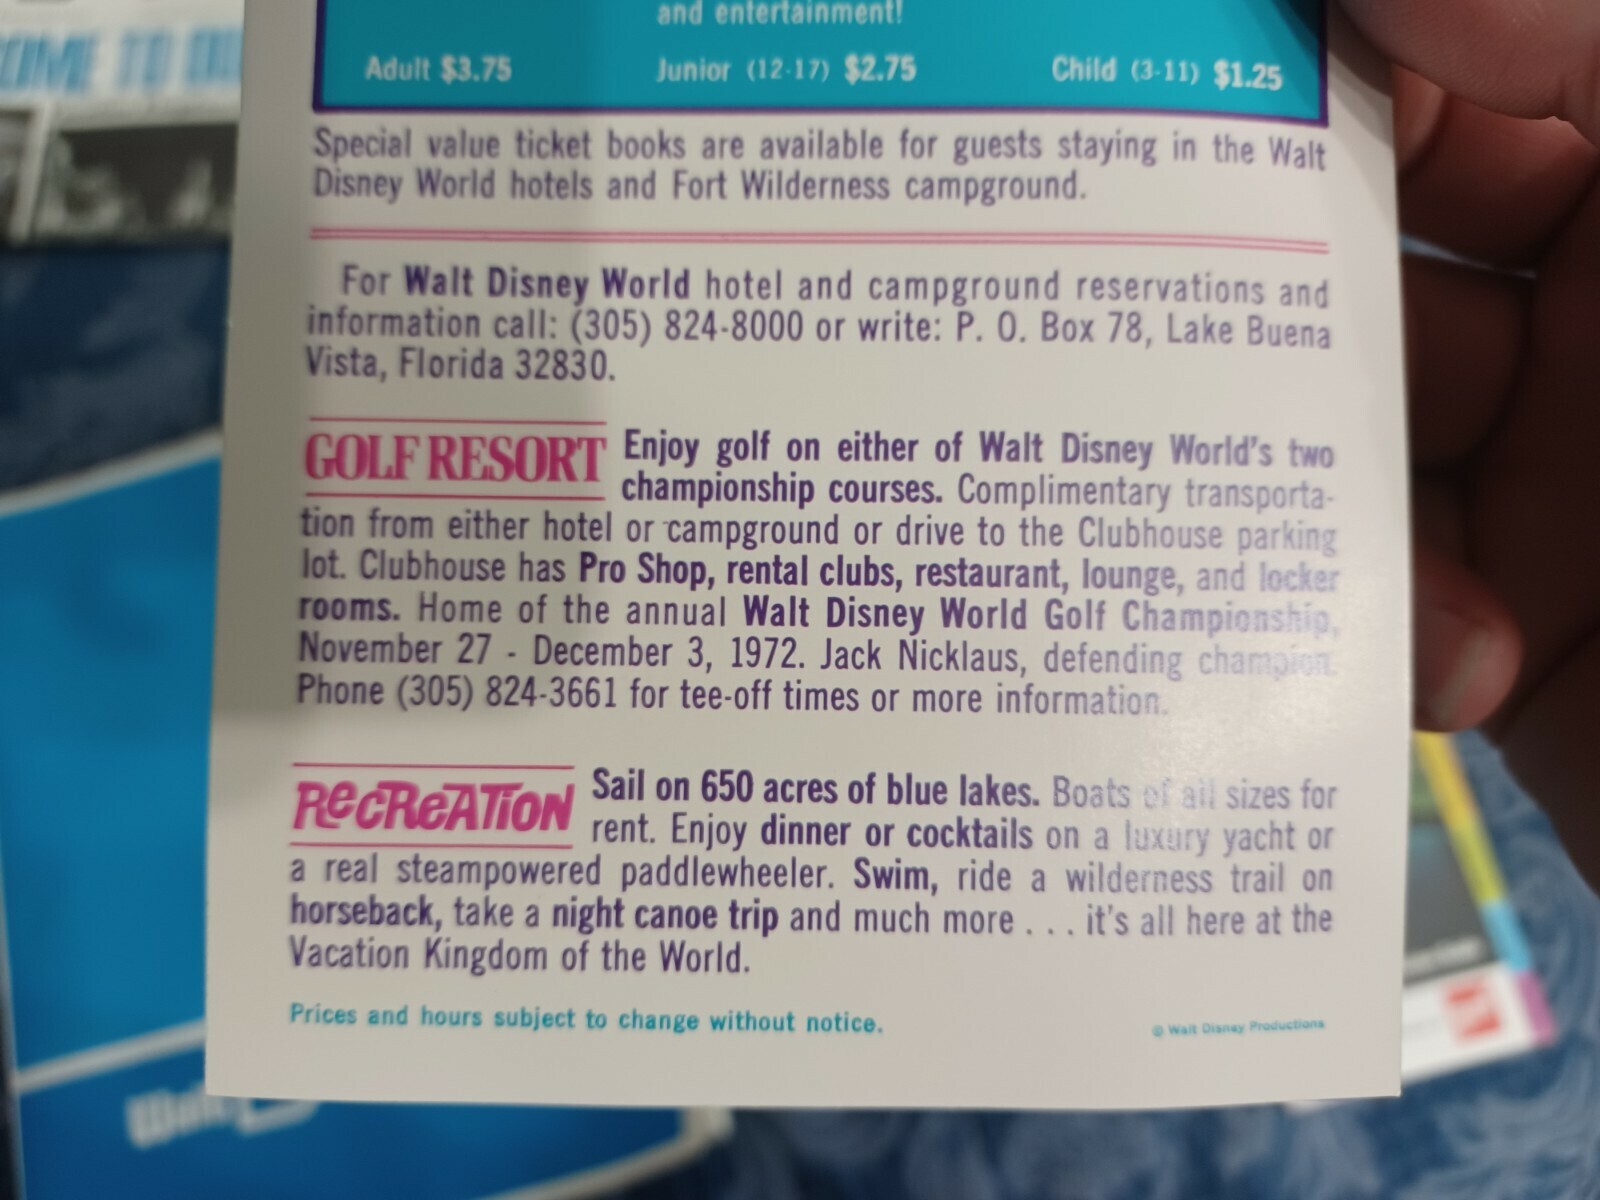 and entertainment!
Adult $3.75 Junior (12-17) $2.75 Child (3-11) $1.25
Special value ticket books are available for guests staying in the Walt
Disney World hotels and Fort Wilderness campground.
For Walt Disney World hotel and campground reservations and
information call: (305) 824-8000 or write: P. O. Box 78, Lake Buena
Vista, Florida 32830.
GOLF RESORT Enjoy golf on either of Walt Disney World's two
championship courses. Complimentary transporta-
tion from either hotel or campground or drive to the Clubhouse parking
lot. Clubhouse has Pro Shop, rental clubs, restaurant, lounge, and locker
rooms. Home of the annual Walt Disney World Golf Championship,
November 27 - December 3, 1972. Jack Nicklaus, defending champion.
Phone (305) 824-3661 for tee-off times or more information.
ReCReATiON Sail on 650 acres of blue lakes. Boats of all sizes for
rent. Enjoy dinner or cocktails on a luxury yacht or
a real steampowered paddlewheeler. Swim, ride a wilderness trail on
horseback, take a night canoe trip and much more . . . it's all here at the
Vacation Kingdom of the World.
Prices and hours subject to change without notice.
© Walt Disney Productions
OME TO
Walt